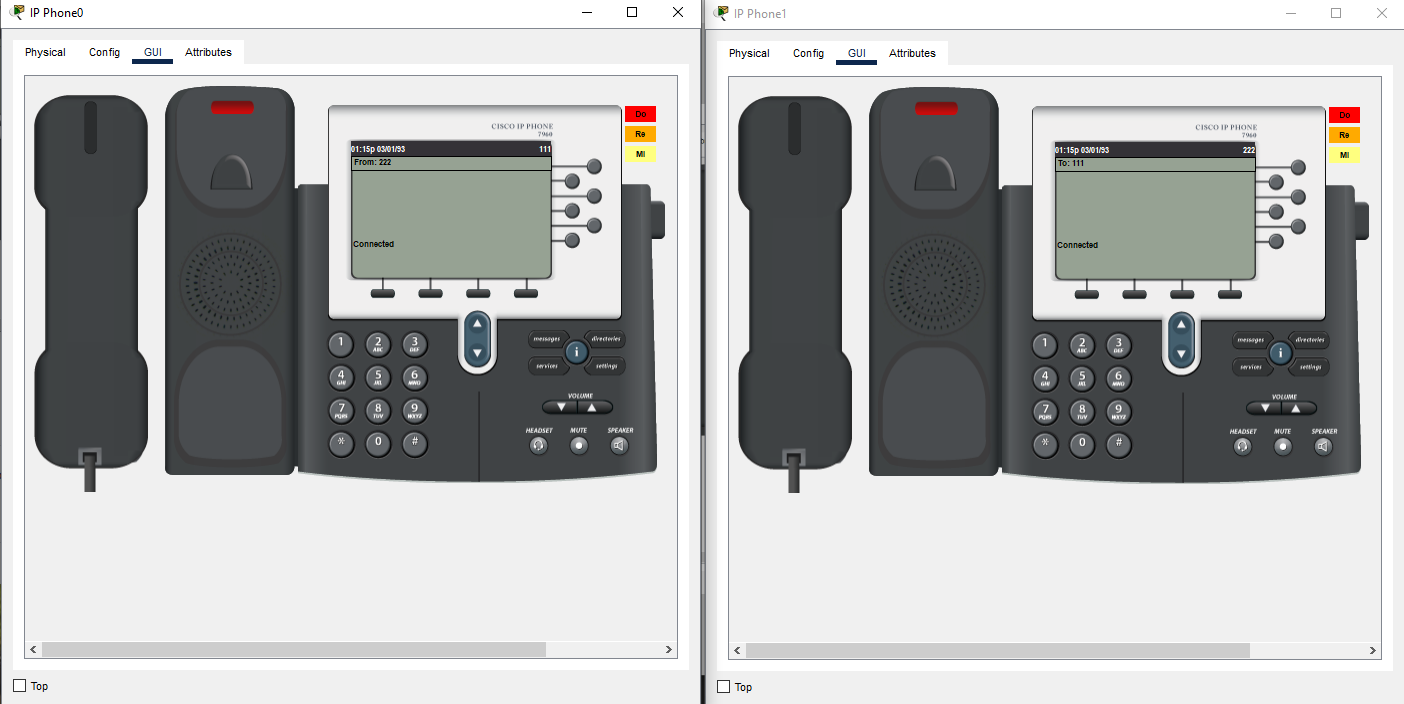 IP Phone0
Physical Config GUI Attributes
CISCO IP PHONE
7960
Do
Re
MI
01:15p 03/01/93 111
From: 222
Connected
1 2 ABC 3 DEF
4 GHI 5 JKL 6 MNO
7 PQRS 8 TUV 9 WXYZ
* 0 #
messages directories
i
services settings
VOLUME
HEADSET MUTE SPEAKER
Top
IP Phone1
Physical Config GUI Attributes
CISCO IP PHONE
7960
Do
Re
MI
01:15p 03/01/93 222
To: 111
Connected
1 2 ABC 3 DEF
4 GHI 5 JKL 6 MNO
7 PQRS 8 TUV 9 WXYZ
* 0 #
messages directories
i
services settings
VOLUME
HEADSET MUTE SPEAKER
Top